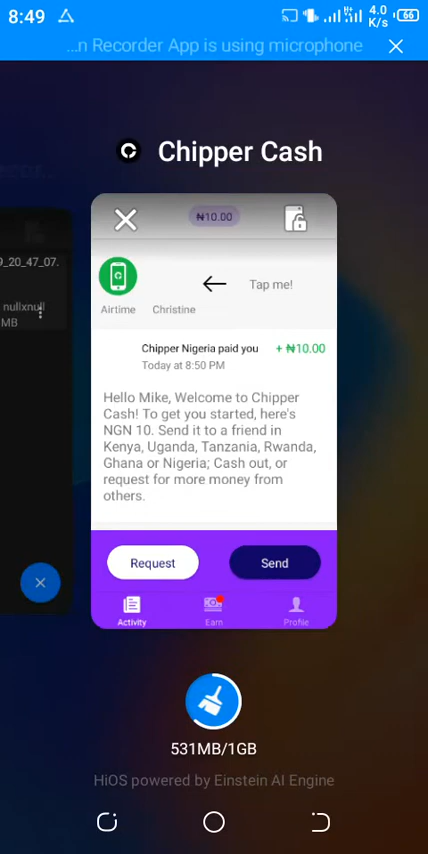 8:49
4.0
K/s
66
...n Recorder App is using microphone
Chipper Cash
₦10.00
9_20_47_07.
nullxnull
MB
Tap me!
Airtime
Christine
Chipper Nigeria paid you
+ ₦10.00
Today at 8:50 PM
Hello Mike, Welcome to Chipper
Cash! To get you started, here's
NGN 10. Send it to a friend in
Kenya, Uganda, Tanzania, Rwanda,
Ghana or Nigeria; Cash out, or
request for more money from
others.
Request
Send
Activity
Earn
Profile
531MB/1GB
HiOS powered by Einstein AI Engine